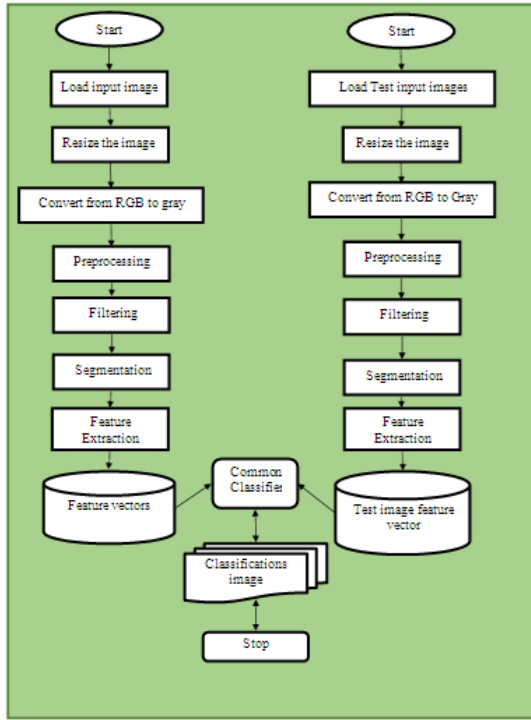 Start
Load input image
Resize the image
Convert from RGB to gray
Preprocessing
Filtering
Segmentation
Feature
Extraction
Feature vectors
Start
Load Test input images
Resize the image
Convert from RGB to Gray
Preprocessing
Filtering
Segmentation
Feature
Extraction
Test image feature
vector
Common
Classifier
Classifications
image
Stop